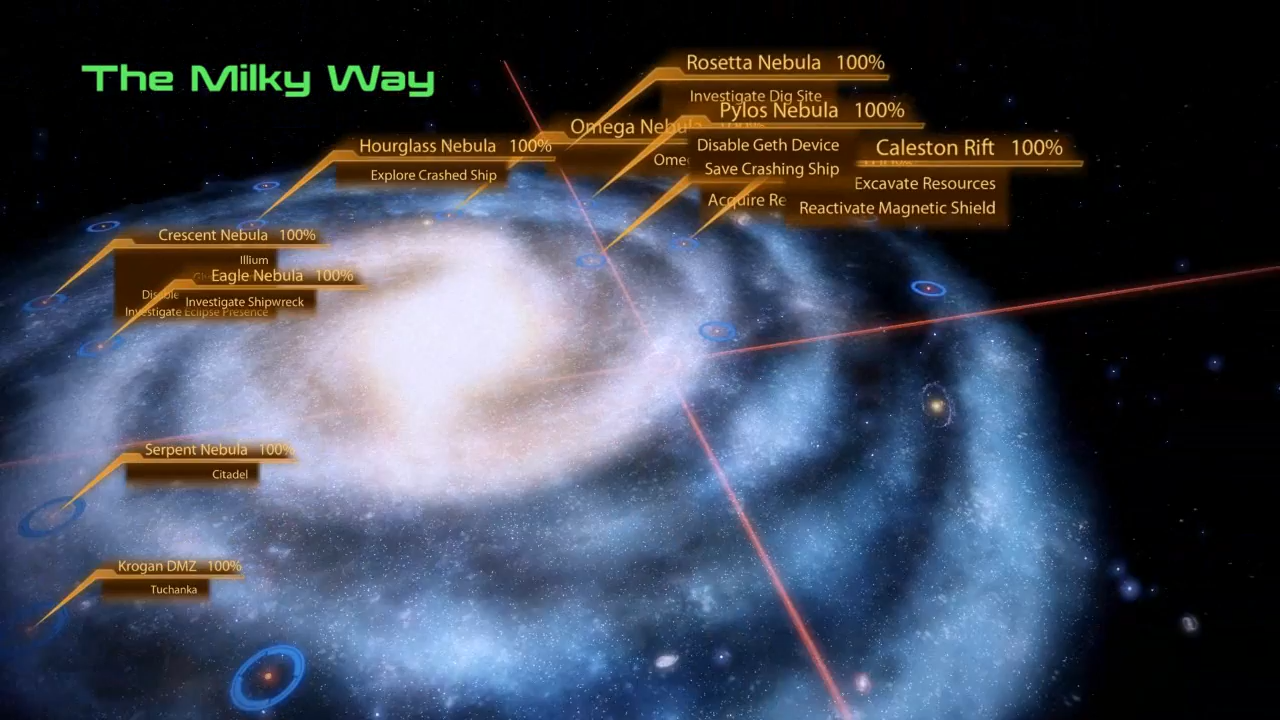 The Milky Way
Rosetta Nebula 100%
Investigate Dig Site
Pylos Nebula 100%
Disable Geth Device
Save Crashing Ship
Omega Nebula
Caleston Rift 100%
Excavate Resources
Reactivate Magnetic Shield
Acquire Re
Hourglass Nebula 100%
Explore Crashed Ship
Crescent Nebula 100%
Illium
Eagle Nebula 100%
Investigate Shipwreck
Investigate Eclipse Presence
Serpent Nebula 100%
Citadel
Krogan DMZ 100%
Tuchanka